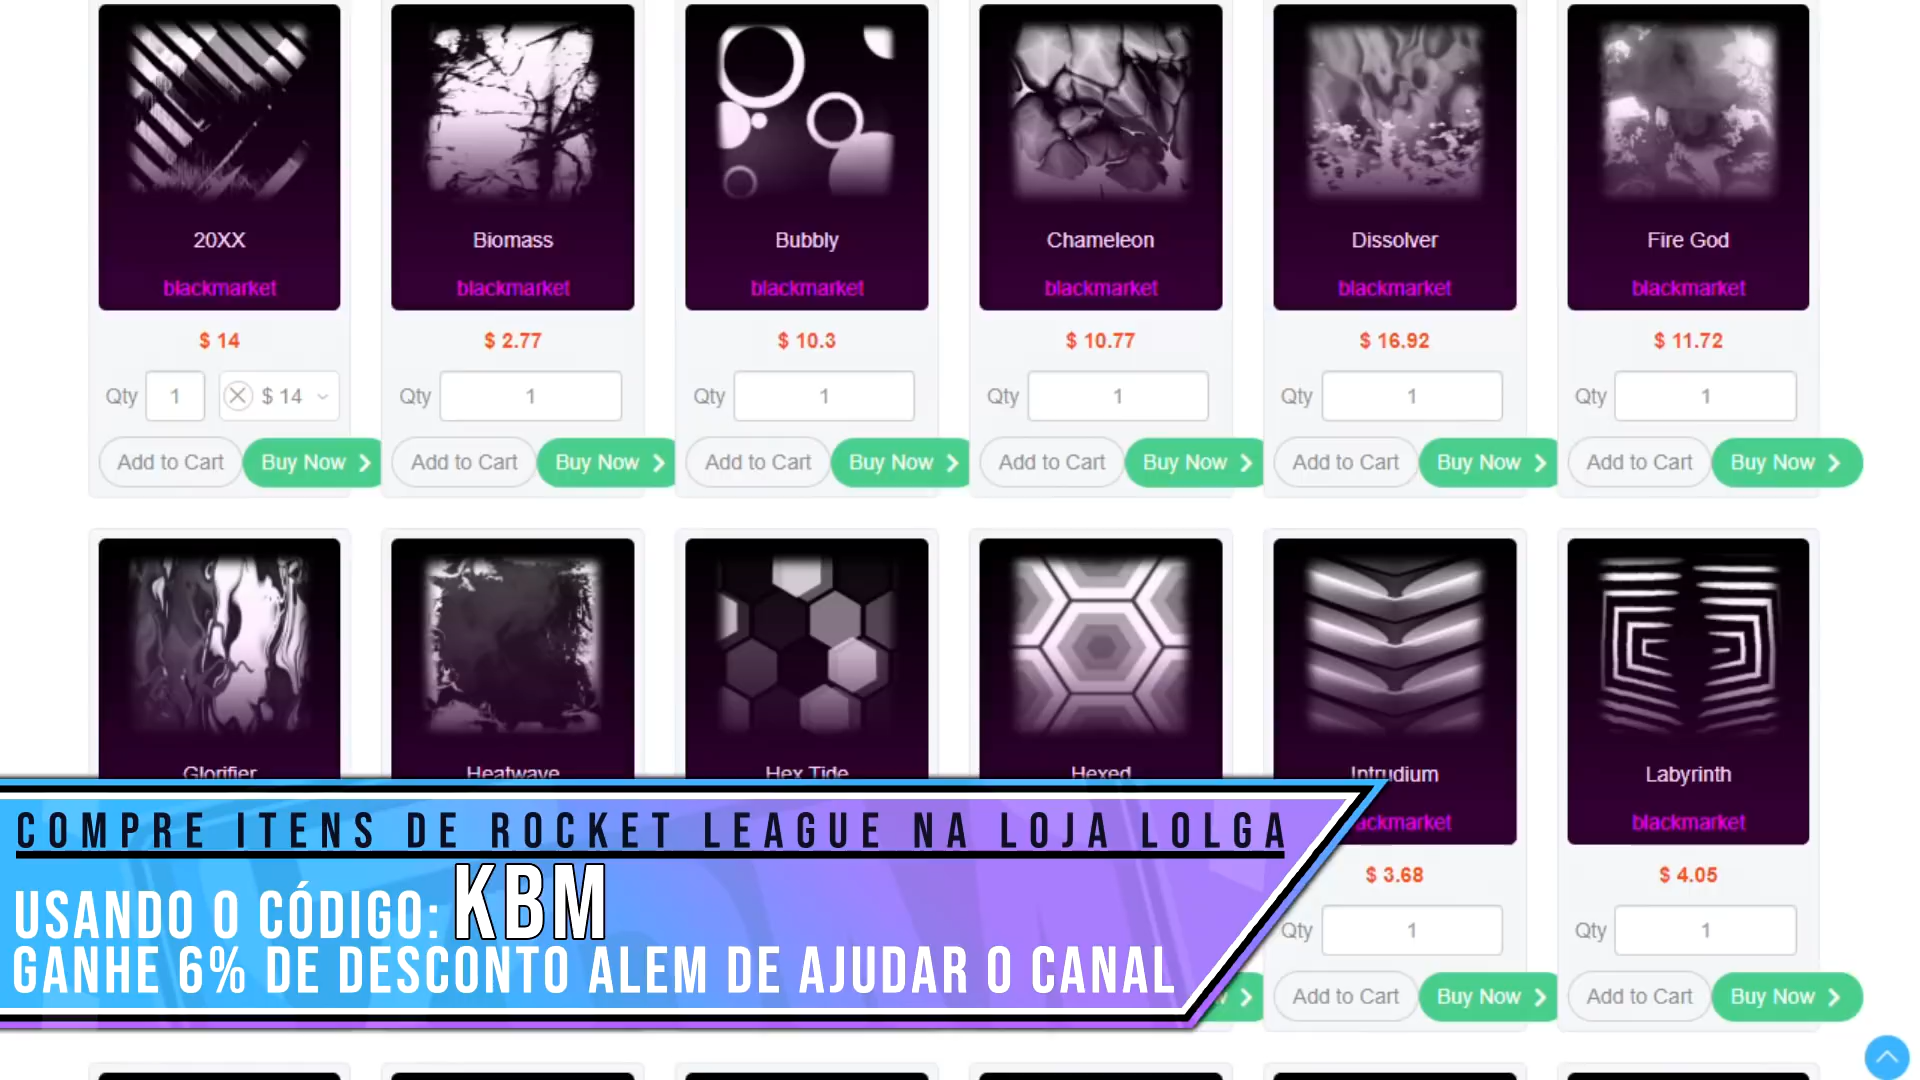 20XX
Biomass
Bubbly
Chameleon
Dissolver
Fire God
blackmarket
blackmarket
blackmarket
blackmarket
blackmarket
blackmarket
$ 14
$ 2.77
$ 10.3
$ 10.77
$ 16.92
$ 11.72
Qty 1 $ 14
Qty 1
Qty 1
Qty 1
Qty 1
Qty 1
Add to Cart Buy Now
Add to Cart Buy Now
Add to Cart Buy Now
Add to Cart Buy Now
Add to Cart Buy Now
Add to Cart Buy Now
Glorifier
Heatwave
Hex Tide
Hexed
Intrudium
Labyrinth
blackmarket
$ 3.68
$ 4.05
Qty 1
Qty 1
Add to Cart Buy Now
Add to Cart Buy Now
COMPRE ITENS DE ROCKET LEAGUE NA LOJA LOLGA
USANDO O CÓDIGO: KBM
GANHE 6% DE DESCONTO ALEM DE AJUDAR O CANAL